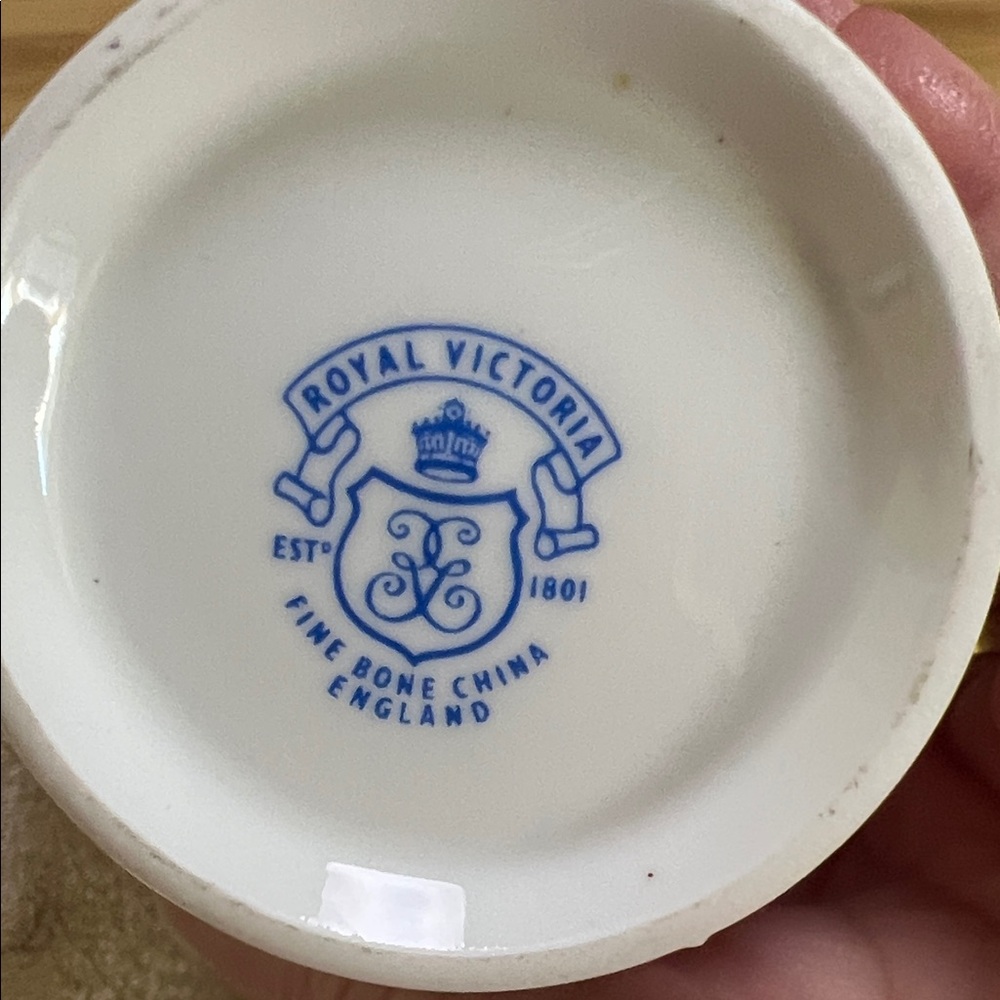 ROYAL VICTORIA
ESTD 1801
FINE BONE CHINA
ENGLAND